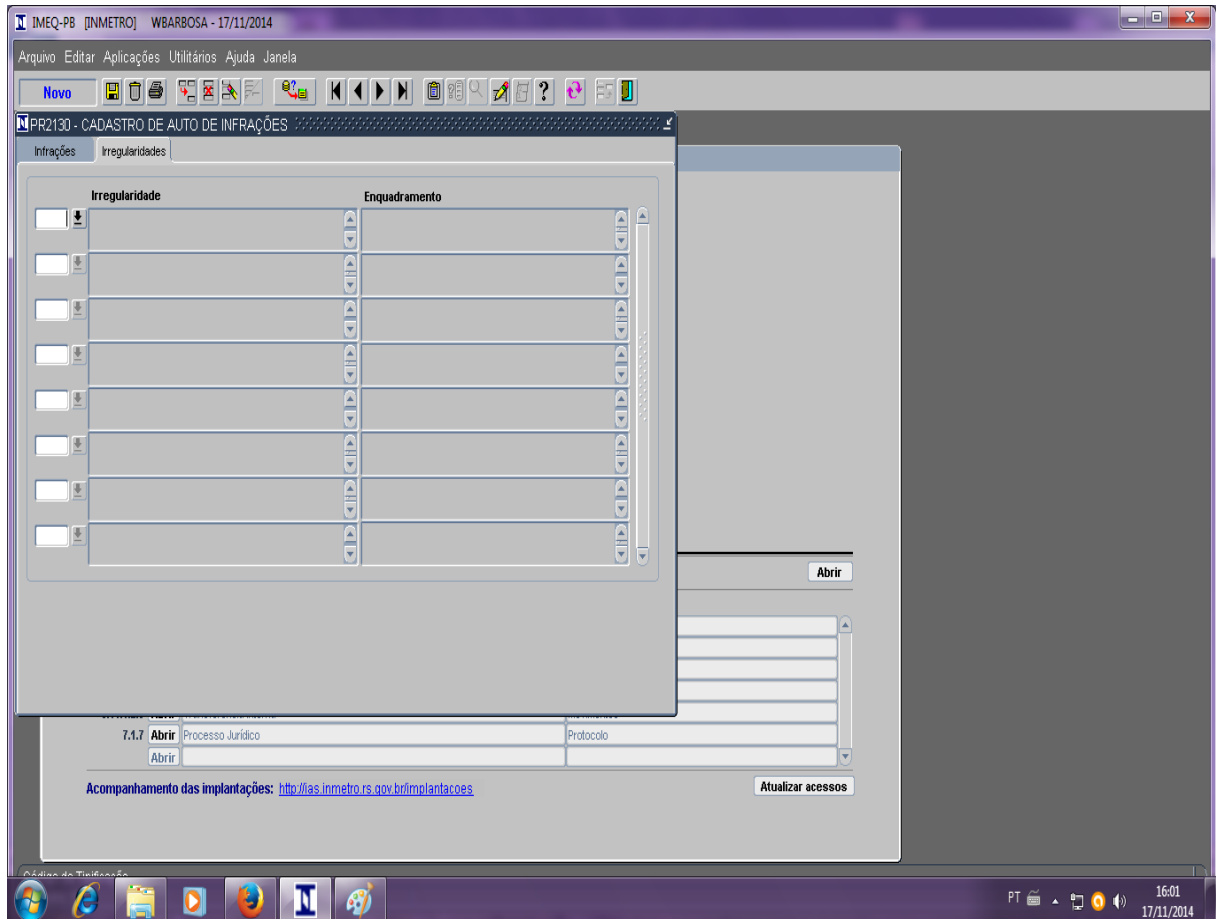 IMEQ-PB [INMETRO] WBARBOSA - 17/11/2014
Arquivo Editar Aplicações Utilitários Ajuda Janela
Novo
PR2130 - CADASTRO DE AUTO DE INFRAÇÕES
Infrações Irregularidades
Irregularidade Enquadramento
Abrir
7.1.7 Abrir Processo Jurídico Protocolo
Abrir
Acompanhamento das implantações: http://ias.inmetro.rs.gov.br/implantacoes Atualizar acessos
PT 16:01
17/11/2014